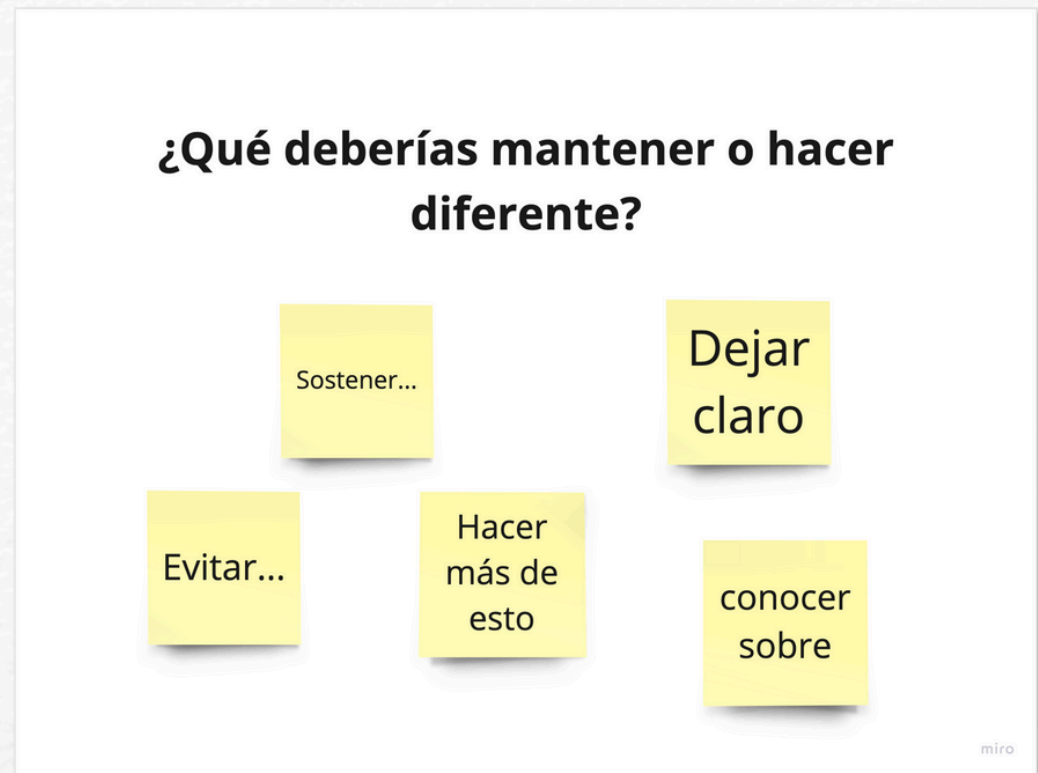 ¿Qué deberías mantener o hacer
diferente?
Sostener...
Dejar
claro
Evitar...
Hacer
más de
esto
conocer
sobre
miro